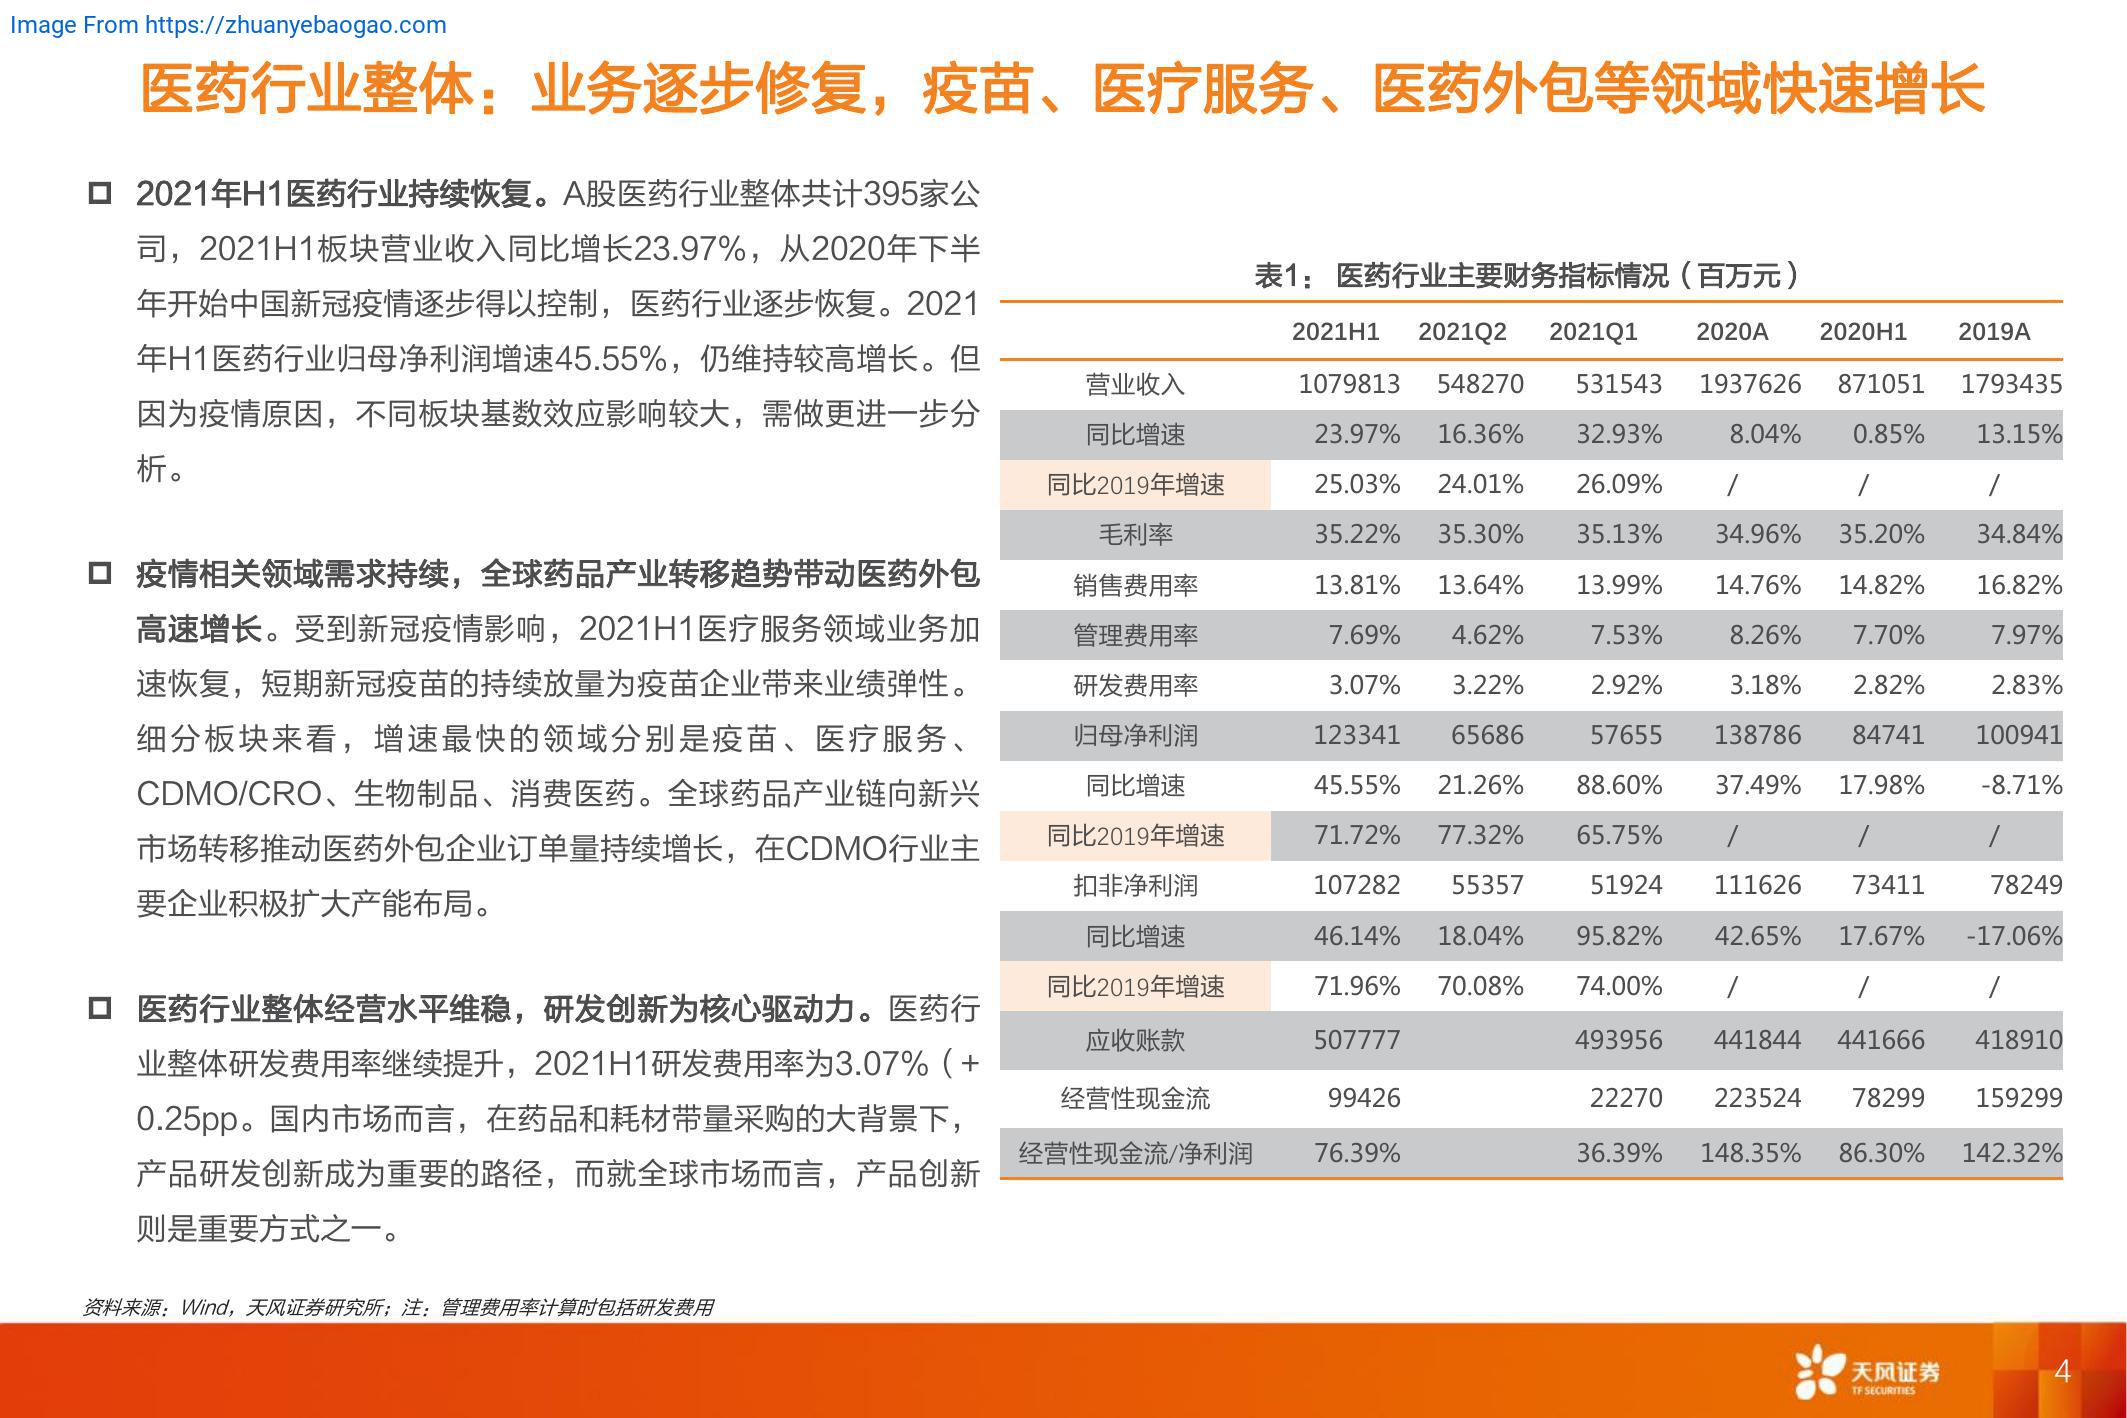 Image From https://zhuanyebaogao.com
医药行业整体：业务逐步修复，疫苗、医疗服务、医药外包等领域快速增长
2021年H1医药行业持续恢复。A股医药行业整体共计395家公
司，2021H1板块营业收入同比增长23.97%，从2020年下半
年开始中国新冠疫情逐步得以控制，医药行业逐步恢复。2021
年H1医药行业归母净利润增速45.55%，仍维持较高增长。但
因为疫情原因，不同板块基数效应影响较大，需做更进一步分
析。
疫情相关领域需求持续，全球药品产业转移趋势带动医药外包
高速增长。受到新冠疫情影响，2021H1医疗服务领域业务加
速恢复，短期新冠疫苗的持续放量为疫苗企业带来业绩弹性。
细分板块来看，增速最快的领域分别是疫苗、医疗服务、
CDMO/CRO、生物制品、消费医药。全球药品产业链向新兴
市场转移推动医药外包企业订单量持续增长，在CDMO行业主
要企业积极扩大产能布局。
医药行业整体经营水平维稳，研发创新为核心驱动力。医药行
业整体研发费用率继续提升，2021H1研发费用率为3.07%（+
0.25pp。国内市场而言，在药品和耗材带量采购的大背景下，
产品研发创新成为重要的路径，而就全球市场而言，产品创新
则是重要方式之一。
表1： 医药行业主要财务指标情况（百万元）
2021H1 2021Q2 2021Q1 2020A 2020H1 2019A
营业收入 1079813 548270 531543 1937626 871051 1793435
同比增速 23.97% 16.36% 32.93% 8.04% 0.85% 13.15%
同比2019年增速 25.03% 24.01% 26.09% / / /
毛利率 35.22% 35.30% 35.13% 34.96% 35.20% 34.84%
销售费用率 13.81% 13.64% 13.99% 14.76% 14.82% 16.82%
管理费用率 7.69% 4.62% 7.53% 8.26% 7.70% 7.97%
研发费用率 3.07% 3.22% 2.92% 3.18% 2.82% 2.83%
归母净利润 123341 65686 57655 138786 84741 100941
同比增速 45.55% 21.26% 88.60% 37.49% 17.98% -8.71%
同比2019年增速 71.72% 77.32% 65.75% / / /
扣非净利润 107282 55357 51924 111626 73411 78249
同比增速 46.14% 18.04% 95.82% 42.65% 17.67% -17.06%
同比2019年增速 71.96% 70.08% 74.00% / / /
应收账款 507777 493956 441844 441666 418910
经营性现金流 99426 22270 223524 78299 159299
经营性现金流/净利润 76.39% 36.39% 148.35% 86.30% 142.32%
资料来源：Wind，天风证券研究所；注：管理费用率计算时包括研发费用
天风证券
TF SECURITIES
4